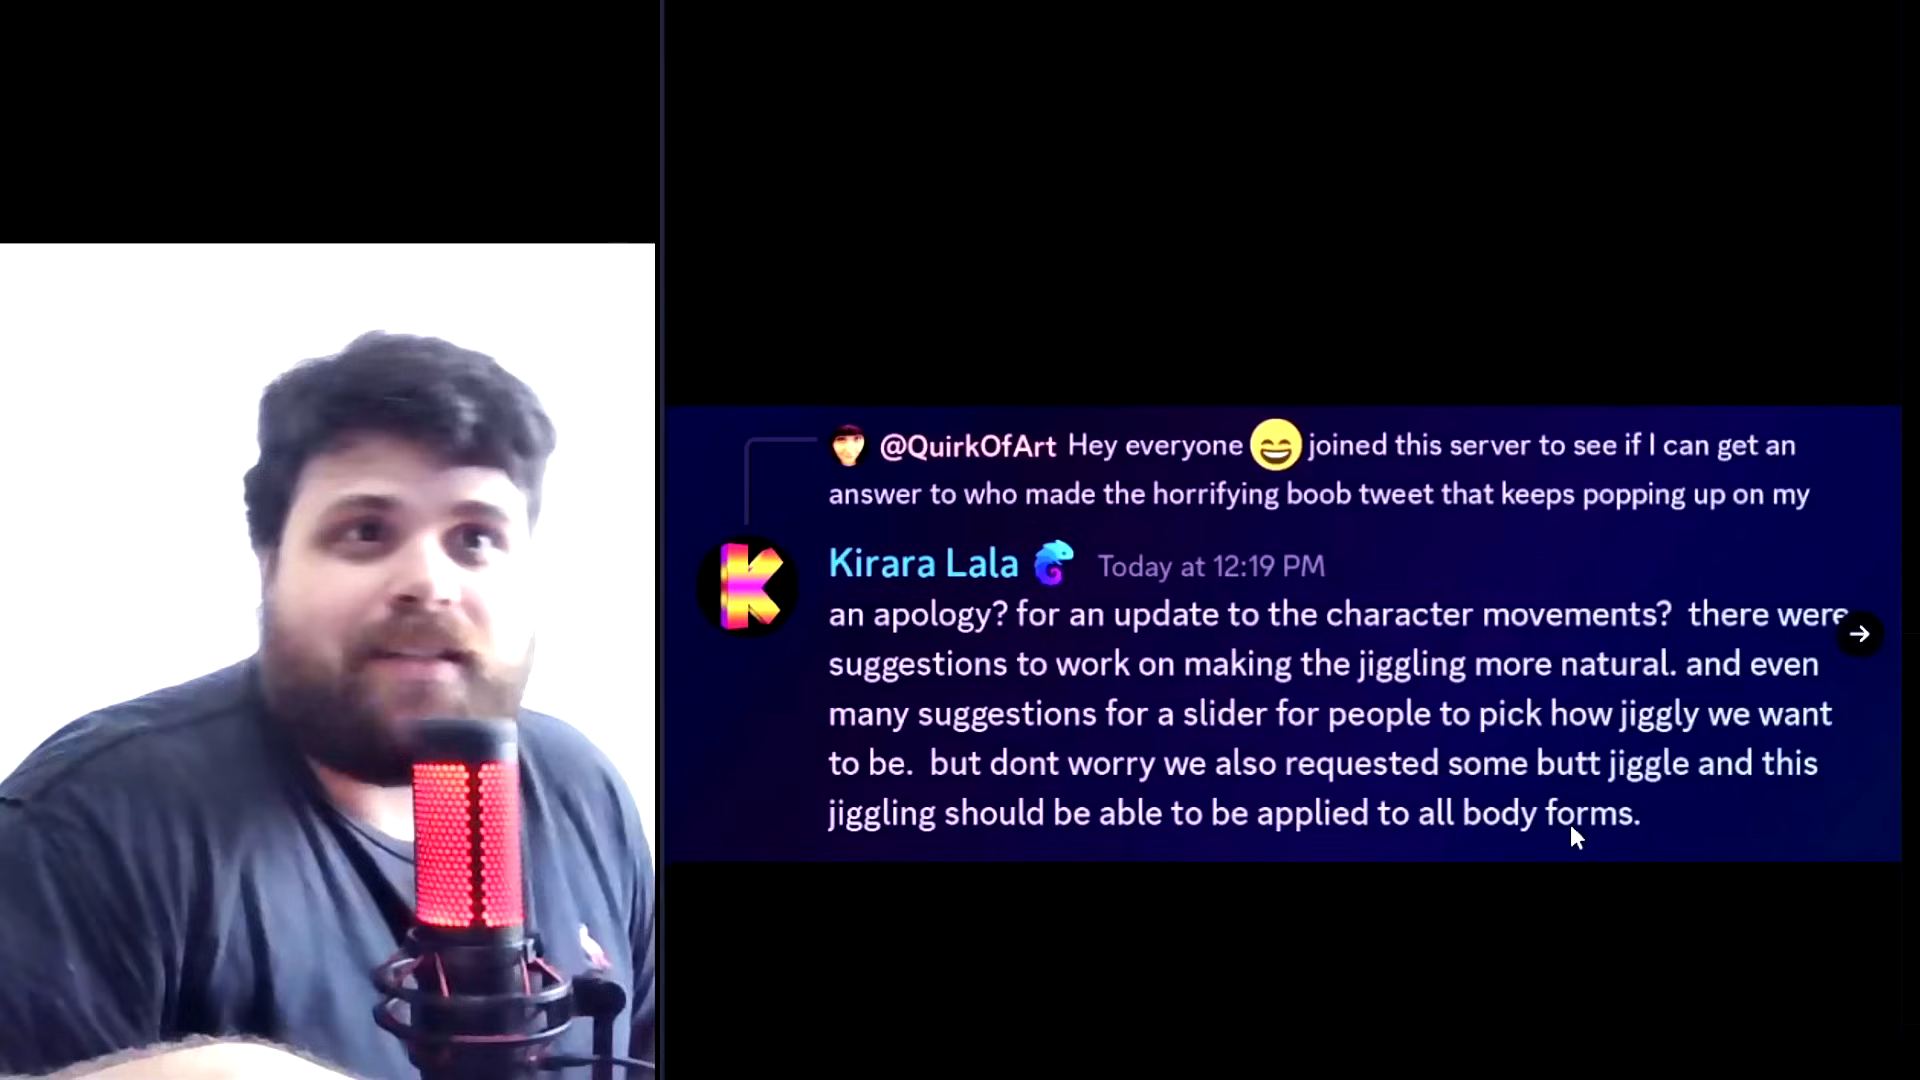 @QuirkOfArt Hey everyone 😄 joined this server to see if I can get an
answer to who made the horrifying boob tweet that keeps popping up on my
Kirara Lala Today at 12:19 PM
an apology? for an update to the character movements? there were
suggestions to work on making the jiggling more natural. and even
many suggestions for a slider for people to pick how jiggly we want
to be. but dont worry we also requested some butt jiggle and this
jiggling should be able to be applied to all body forms.